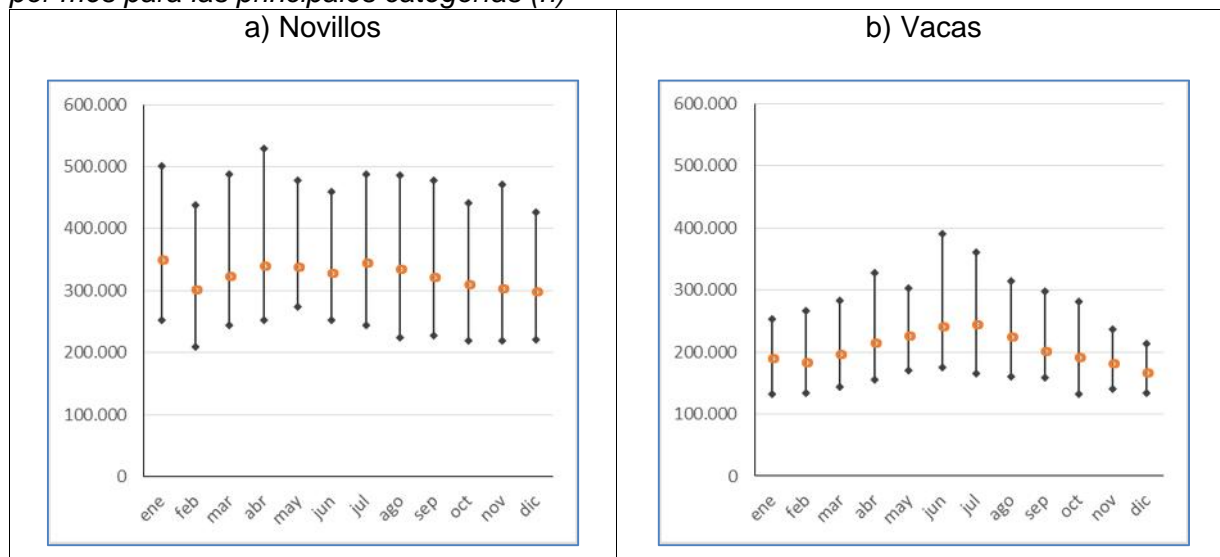 por mes para las principales categorías (n)
a) Novillos
b) Vacas
600.000
500.000
400.000
300.000
200.000
100.000
0
ene feb mar abr may jun jul ago sep oct nov dic
600.000
500.000
400.000
300.000
200.000
100.000
0
ene feb mar abr may jun jul ago sep oct nov dic